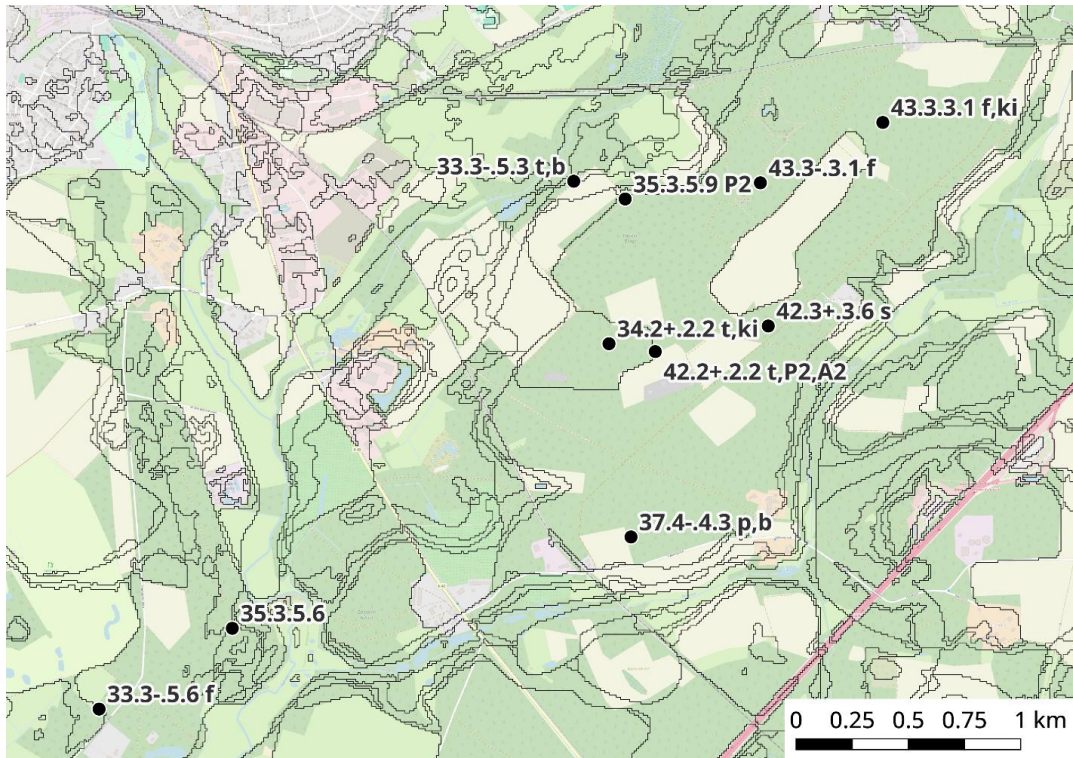 43.3.3.1 f,ki
33.3-.5.3 t,b
43.3-.3.1 f
35.3.5.9 P2
42.3+.3.6 s
34.2+.2.2 t,ki
42.2+.2.2 t,P2,A2
37.4-.4.3 p,b
35.3.5.6
33.3-.5.6 f
0 0.25 0.5 0.75 1 km